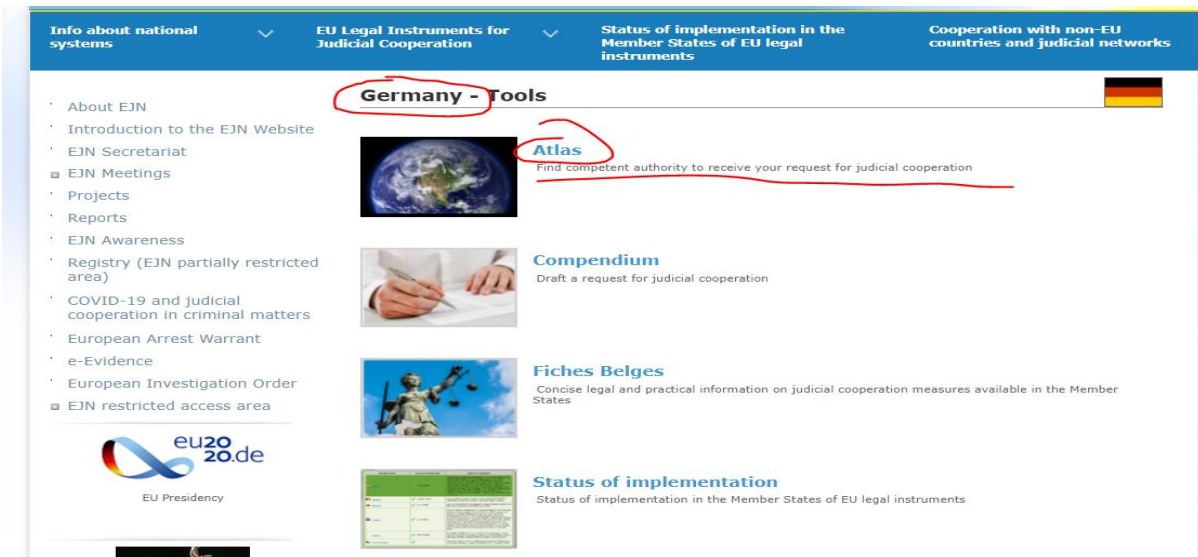 Info about national
systems
EU Legal Instruments for
Judicial Cooperation
Status of implementation in the
Member States of EU legal
instruments
Cooperation with non-EU
countries and judicial networks
About EJN
Introduction to the EJN Website
EJN Secretariat
EJN Meetings
Projects
Reports
EJN Awareness
Registry (EJN partially restricted
area)
COVID-19 and judicial
cooperation in criminal matters
European Arrest Warrant
e-Evidence
European Investigation Order
EJN restricted access area
eu20
20.de
EU Presidency
Germany - Tools
Atlas
Find competent authority to receive your request for judicial cooperation
Compendium
Draft a request for judicial cooperation
Fiches Belges
Concise legal and practical information on judicial cooperation measures available in the Member
States
Status of implementation
Status of implementation in the Member States of EU legal instruments